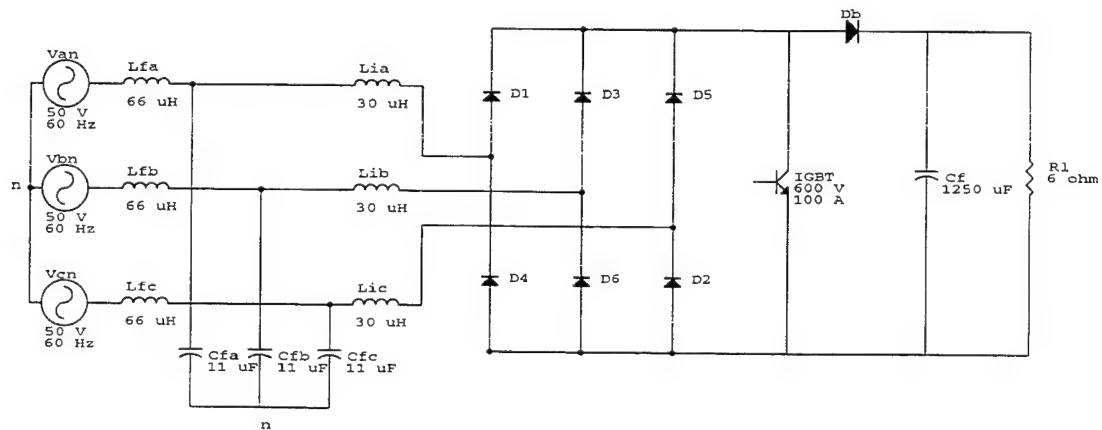 Van
50 V
60 Hz
Lfa
66 uH
Lia
30 uH
D1
D3
D5
Db
n
Vbn
50 V
60 Hz
Lfb
66 uH
Lib
30 uH
IGBT
600 V
100 A
Cf
1250 uF
Rl
6 ohm
Vcn
50 V
60 Hz
Lfc
66 uH
Lic
30 uH
D4
D6
D2
Cfa
11 uF
Cfb
11 uF
Cfc
11 uF
n